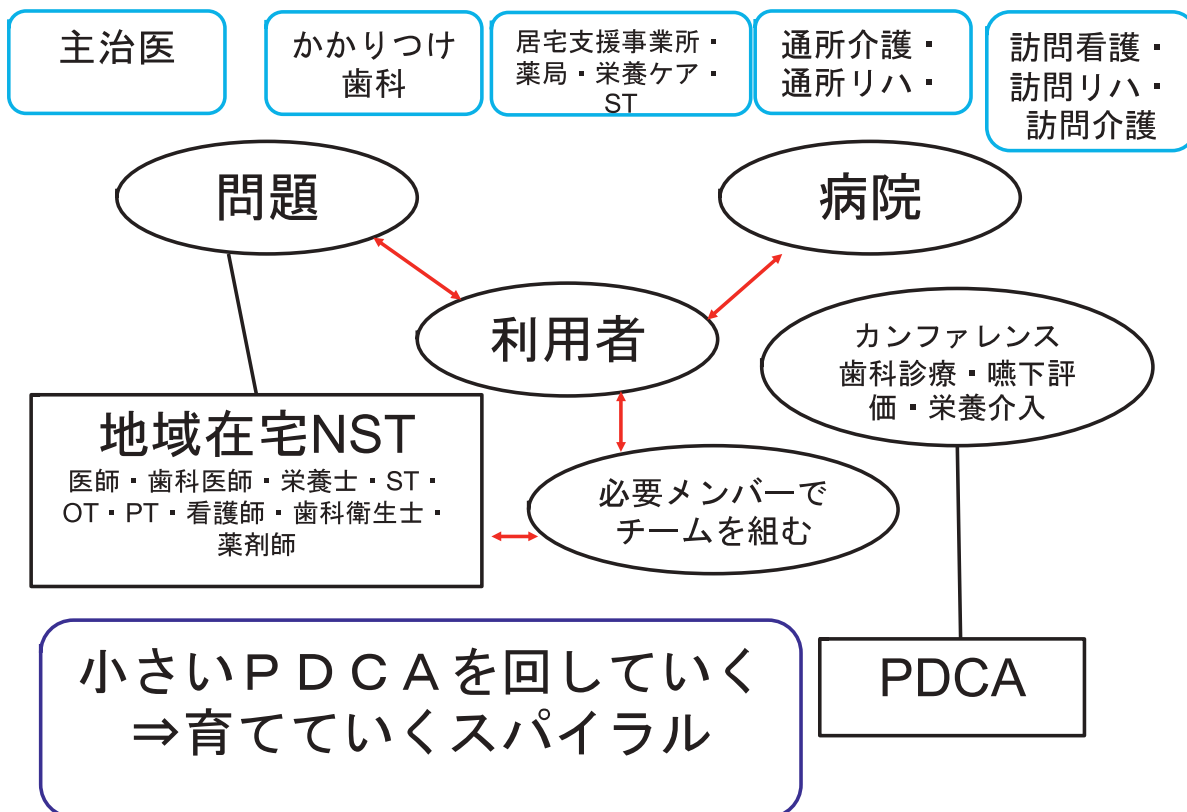 主治医
かかりつけ
歯科
居宅支援事業所・
薬局・栄養ケア・
ST
通所介護・
通所リハ・
訪問看護・
訪問リハ・
訪問介護
問題
病院
利用者
カンファレンス
歯科診療・嚥下評
価・栄養介入
地域在宅NST
医師・歯科医師・栄養士・ST・
OT・PT・看護師・歯科衛生士・
薬剤師
必要メンバーで
チームを組む
小さいＰＤＣＡを回していく
⇒育てていくスパイラル
PDCA